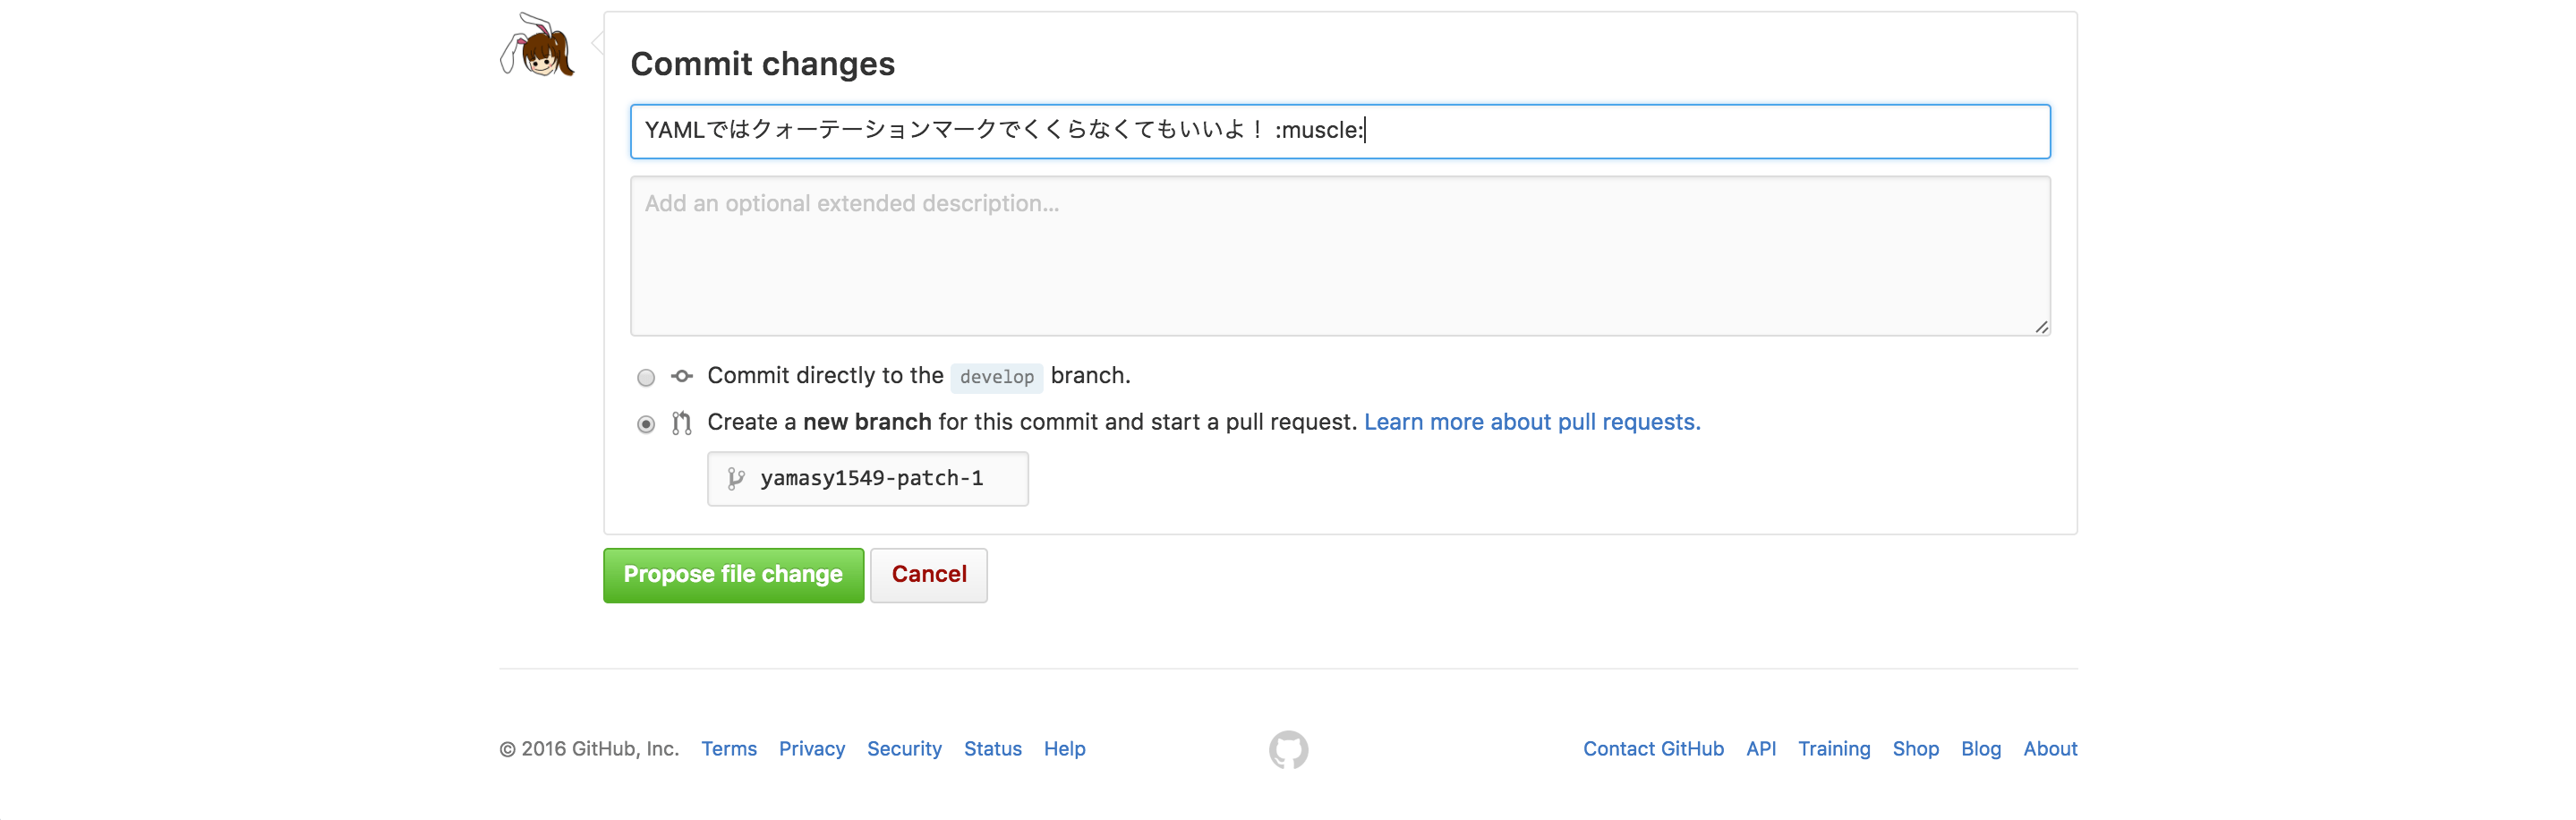 Commit changes
YAMLではクォーテーションマークでくくらなくてもいいよ！ :muscle:
Add an optional extended description...
Commit directly to the develop branch.
Create a new branch for this commit and start a pull request. Learn more about pull requests.
yamasy1549-patch-1
Propose file change Cancel
© 2016 GitHub, Inc. Terms Privacy Security Status Help Contact GitHub API Training Shop Blog About